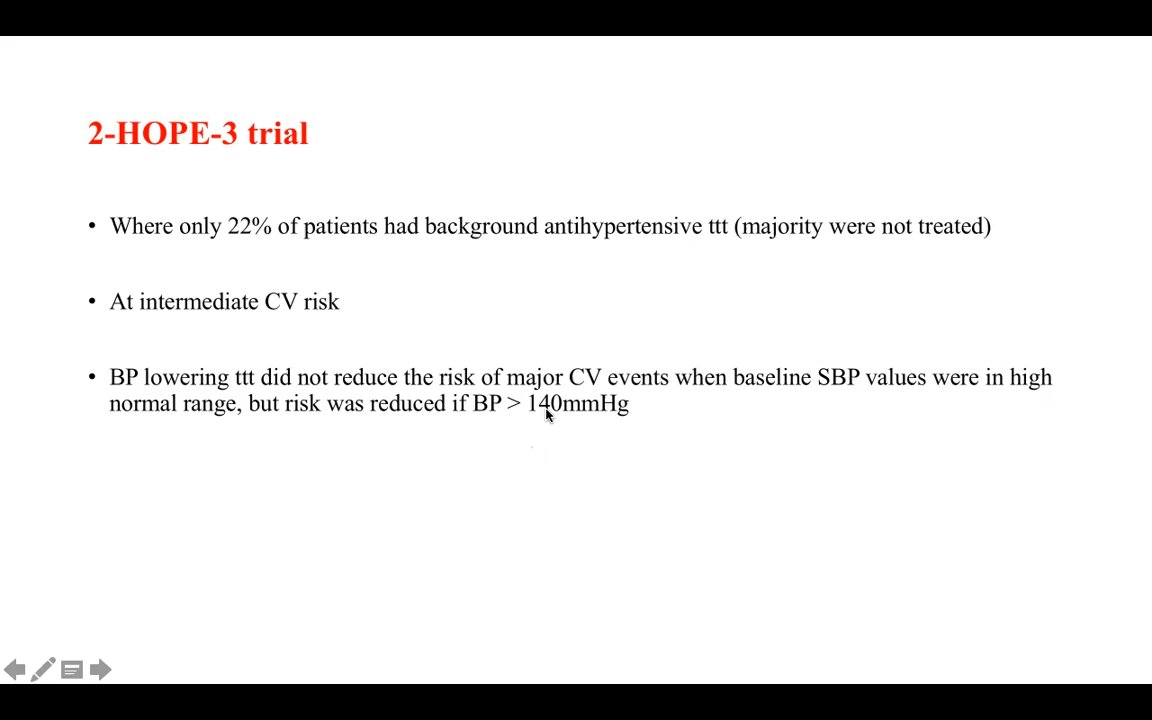 2-HOPE-3 trial
• Where only 22% of patients had background antihypertensive ttt (majority were not treated)
• At intermediate CV risk
• BP lowering ttt did not reduce the risk of major CV events when baseline SBP values were in high
normal range, but risk was reduced if BP > 140mmHg